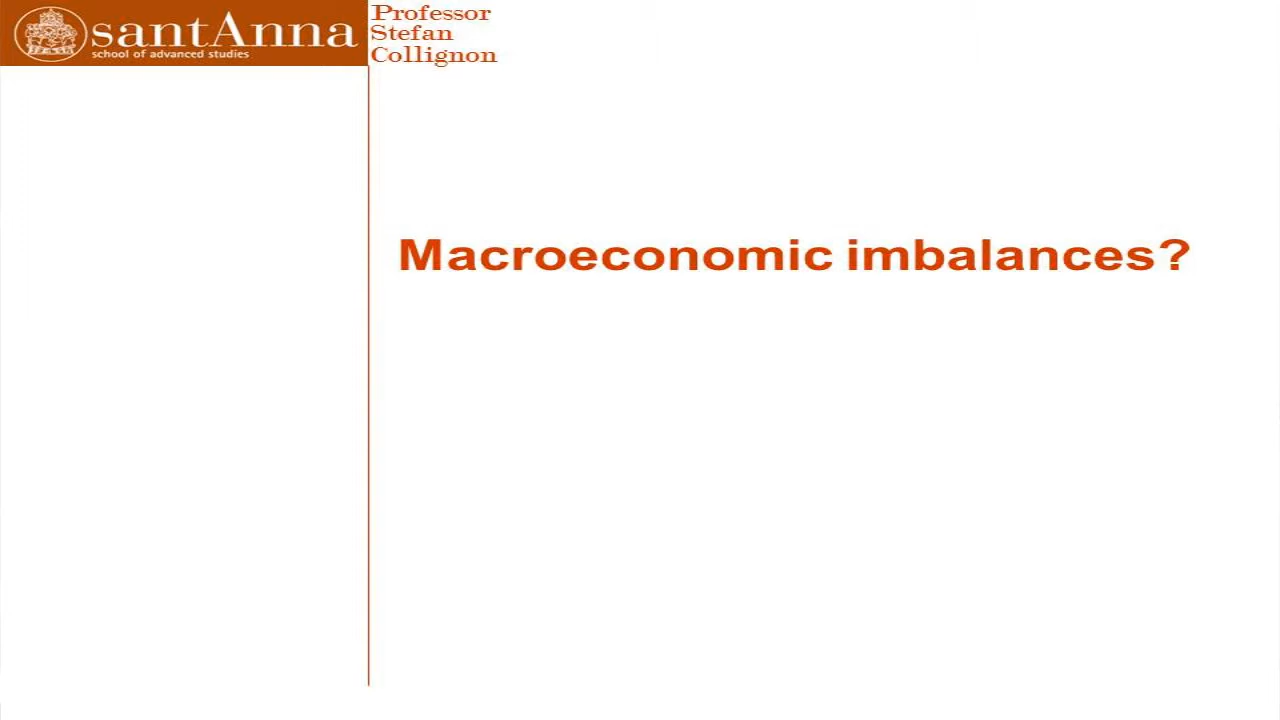 santAnna
school of advanced studies
Professor
Stefan
Collignon
Macroeconomic imbalances?